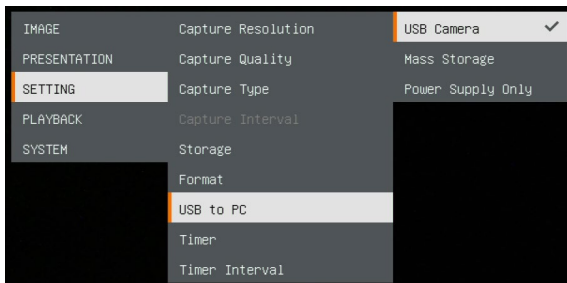 IMAGE
PRESENTATION
SETTING
PLAYBACK
SYSTEM
Capture Resolution
Capture Quality
Capture Type
Capture Interval
Storage
Format
USB to PC
Timer
Timer Interval
USB Camera
Mass Storage
Power Supply Only